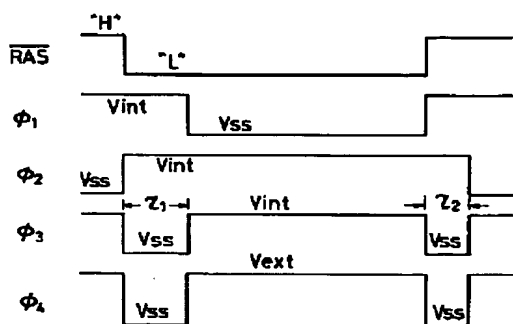 "H"
RAS
"L"
ϕ1
Vint
Vss
ϕ2
Vss
Vint
τ1
Vint
τ2
ϕ3
Vss
Vss
Vext
ϕ4
Vss
Vss